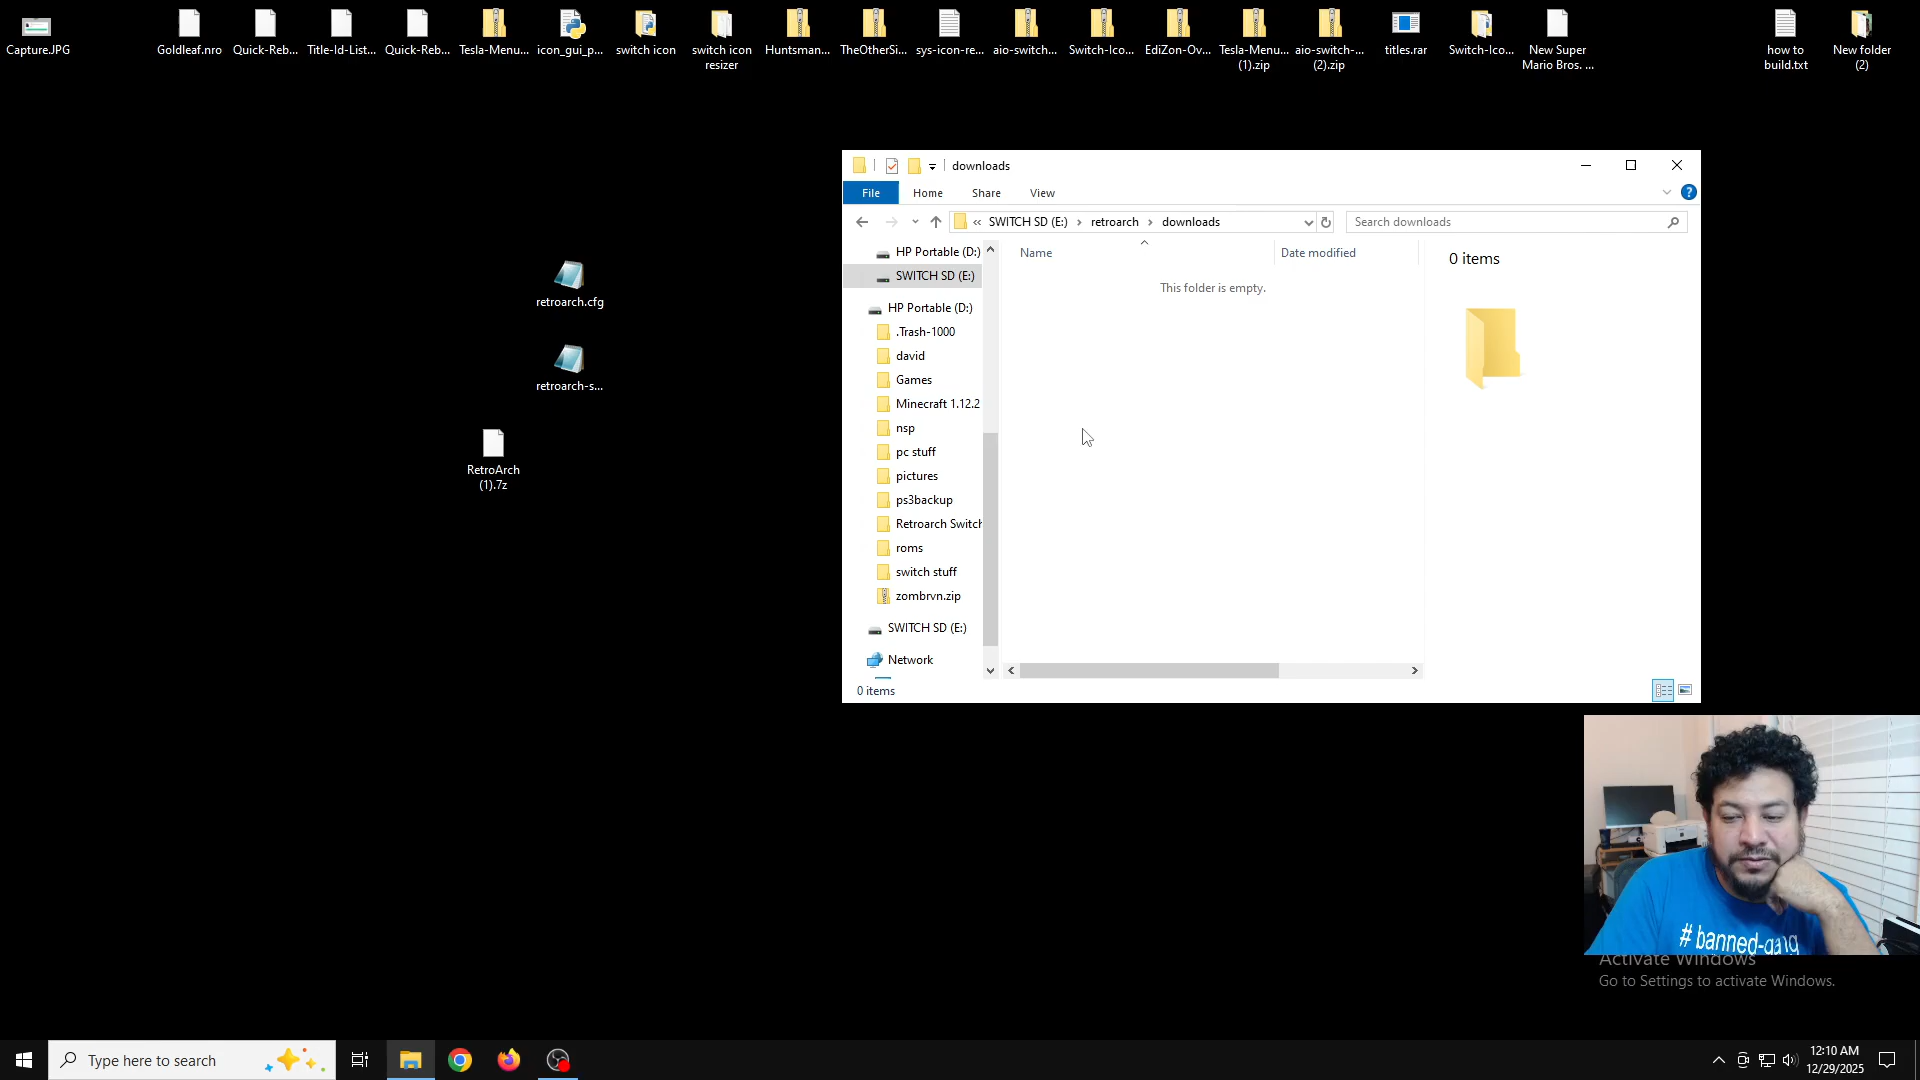 Capture.JPG
Goldleaf.nro
Quick-Reb...
Title-Id-List...
Quick-Reb...
Tesla-Menu...
icon_gui_p...
switch icon
switch icon
resizer
Huntsman...
TheOtherSi...
sys-icon-re...
aio-switch...
Switch-Ico...
EdiZon-Ov...
Tesla-Menu...
(1).zip
aio-switch-...
(2).zip
titles.rar
Switch-Ico...
New Super
Mario Bros. ...
how to
build.txt
New folder
(2)
retroarch.cfg
retroarch-s...
RetroArch
(1).7z
downloads
File
Home
Share
View
« SWITCH SD (E:) › retroarch › downloads
Search downloads
HP Portable (D:)
SWITCH SD (E:)
HP Portable (D:)
.Trash-1000
david
Games
Minecraft 1.12.2
nsp
pc stuff
pictures
ps3backup
Retroarch Switch
roms
switch stuff
zombrvn.zip
SWITCH SD (E:)
Network
Name
Date modified
This folder is empty.
0 items
0 items
# banned-gang
Activate Windows
Go to Settings to activate Windows.
Type here to search
12:10 AM
12/29/2025